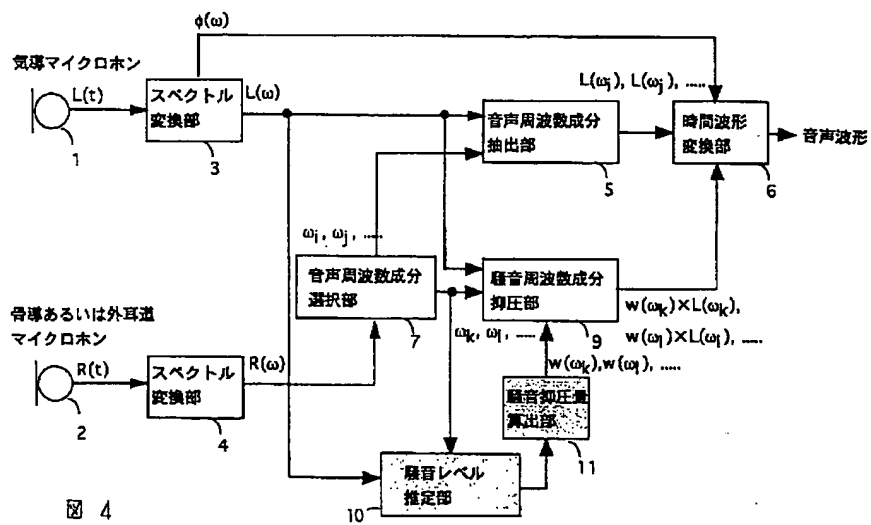 φ(ω)
気導マイクロホン
L(t)
1
スペクトル
変換部
3
L(ω)
音声周波数成分
抽出部
5
L(ωi), L(ωj), .....
時間波形
変換部
6
音声波形
ωi, ωj, .....
音声周波数成分
選択部
7
ωk, ωl, .....
騒音周波数成分
抑圧部
9
w(ωk)×L(ωk),
w(ωl)×L(ωl), .....
骨導あるいは外耳道
マイクロホン
R(t)
2
スペクトル
変換部
4
R(ω)
w(ωk),w(ωl), .....
騒音抑圧量
算出部
11
騒音レベル
推定部
10
図 4